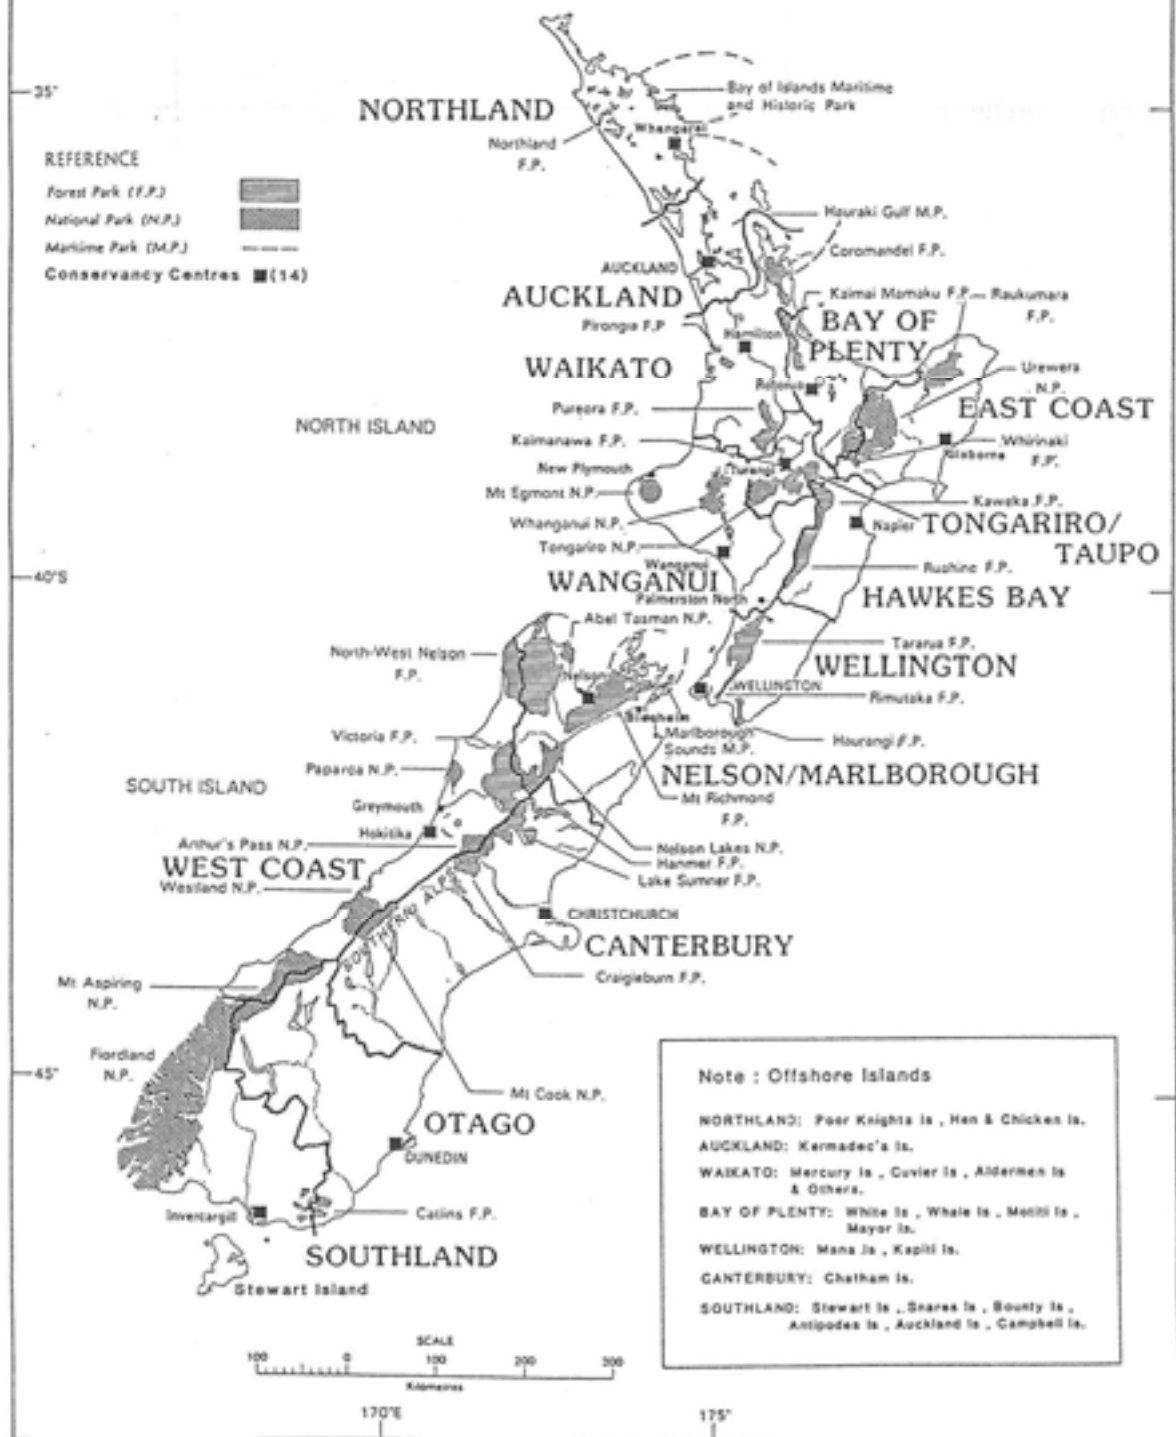 35°
NORTHLAND
Bay of Islands Maritime
and Historic Park
Whangarei
Northland
F.P.
REFERENCE
Forest Park (F.P.)
National Park (N.P.)
Maritime Park (M.P.)
Conservancy Centres ■ (14)
Hauraki Gulf M.P.
Coromandel F.P.
AUCKLAND
AUCKLAND
Kaimai Mamaku F.P.
Raukumara
F.P.
Pirongia F.P
Hamilton
BAY OF
PLENTY
WAIKATO
Rotorua
Urewera
N.P.
EAST COAST
Pureora F.P.
NORTH ISLAND
Kaimanawa F.P.
Whirinaki
F.P.
Gisborne
New Plymouth
Turangi
Mt Egmont N.P.
Kaweka F.P.
Whanganui N.P.
Napier
TONGARIRO/
TAUPO
Tongariro N.P.
Wanganui
40°S
WANGANUI
Ruahine F.P.
Palmerston North
HAWKES BAY
Abel Tasman N.P.
North-West Nelson
F.P.
Tararua F.P.
Nelson
WELLINGTON
WELLINGTON
Rimutaka F.P.
Blenheim
Marlborough
Sounds M.P.
Haurangi F.P.
Victoria F.P.
Paparoa N.P.
NELSON/MARLBOROUGH
SOUTH ISLAND
Mt Richmond
F.P.
Greymouth
Hokitika
Arthur's Pass N.P.
Nelson Lakes N.P.
Hanmer F.P.
Lake Sumner F.P.
WEST COAST
Westland N.P.
SOUTHERN ALPS
CHRISTCHURCH
CANTERBURY
Craigieburn F.P.
Mt Aspiring
N.P.
Fiordland
N.P.
45°
Mt Cook N.P.
OTAGO
DUNEDIN
Invercargill
Catlins F.P.
SOUTHLAND
Stewart Island
Note : Offshore Islands
NORTHLAND: Poor Knights Is , Hen & Chicken Is.
AUCKLAND: Kermadec's Is.
WAIKATO: Mercury Is , Cuvier Is , Aldermen Is
& Others.
BAY OF PLENTY: White Is , Whale Is , Motiti Is ,
Mayor Is.
WELLINGTON: Mana Is , Kapiti Is.
CANTERBURY: Chatham Is.
SOUTHLAND: Stewart Is , Snares Is , Bounty Is ,
Antipodes Is , Auckland Is , Campbell Is.
SCALE
100 0 100 200 300
Kilometres
170°E
175°